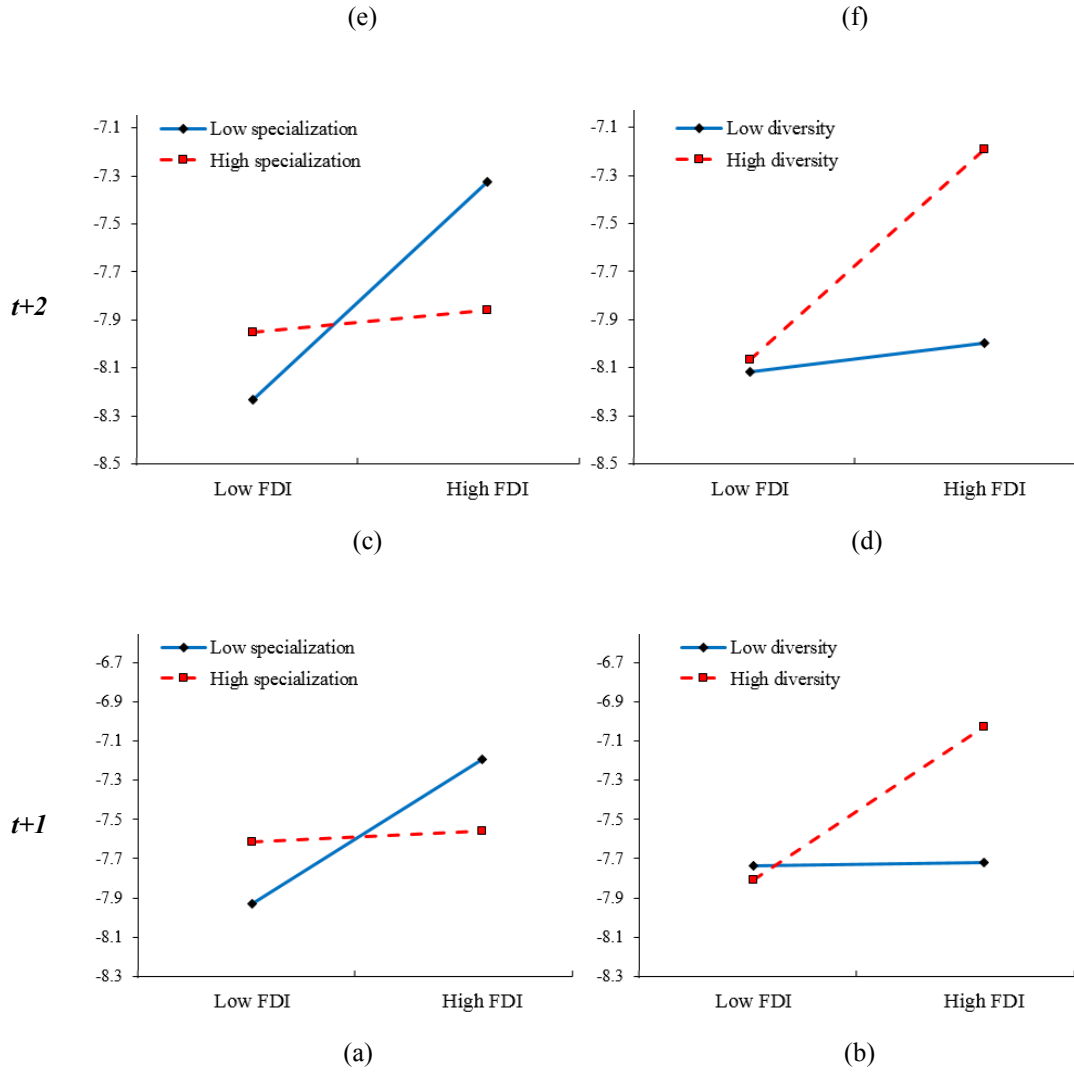 (e) (f)
Low specialization
High specialization
-7.1
-7.3
-7.5
-7.7
-7.9
-8.1
-8.3
-8.5
Low FDI High FDI
Low diversity
High diversity
-7.1
-7.3
-7.5
-7.7
-7.9
-8.1
-8.3
-8.5
Low FDI High FDI
t+2
(c) (d)
Low specialization
High specialization
-6.7
-6.9
-7.1
-7.3
-7.5
-7.7
-7.9
-8.1
-8.3
Low FDI High FDI
Low diversity
High diversity
-6.7
-6.9
-7.1
-7.3
-7.5
-7.7
-7.9
-8.1
-8.3
Low FDI High FDI
t+1
(a) (b)